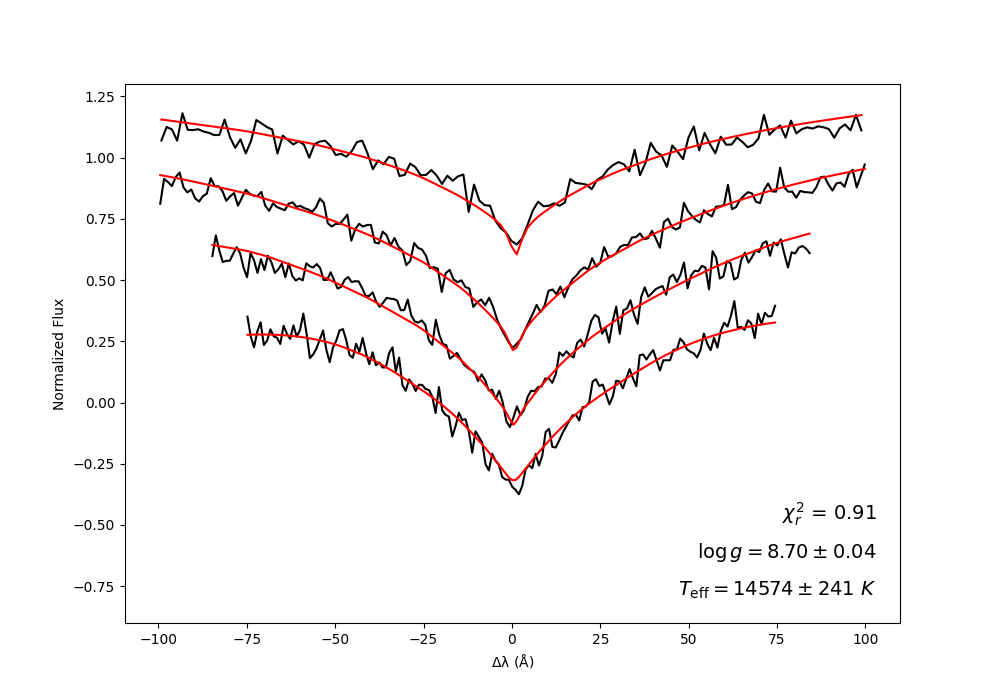 1.25
1.00
0.75
0.50
0.25
0.00
−0.25
−0.50
−0.75
Normalized Flux
χ²ᵣ = 0.91
log g = 8.70 ± 0.04
T_eff = 14574 ± 241 K
−100 −75 −50 −25 0 25 50 75 100
Δλ (Å)